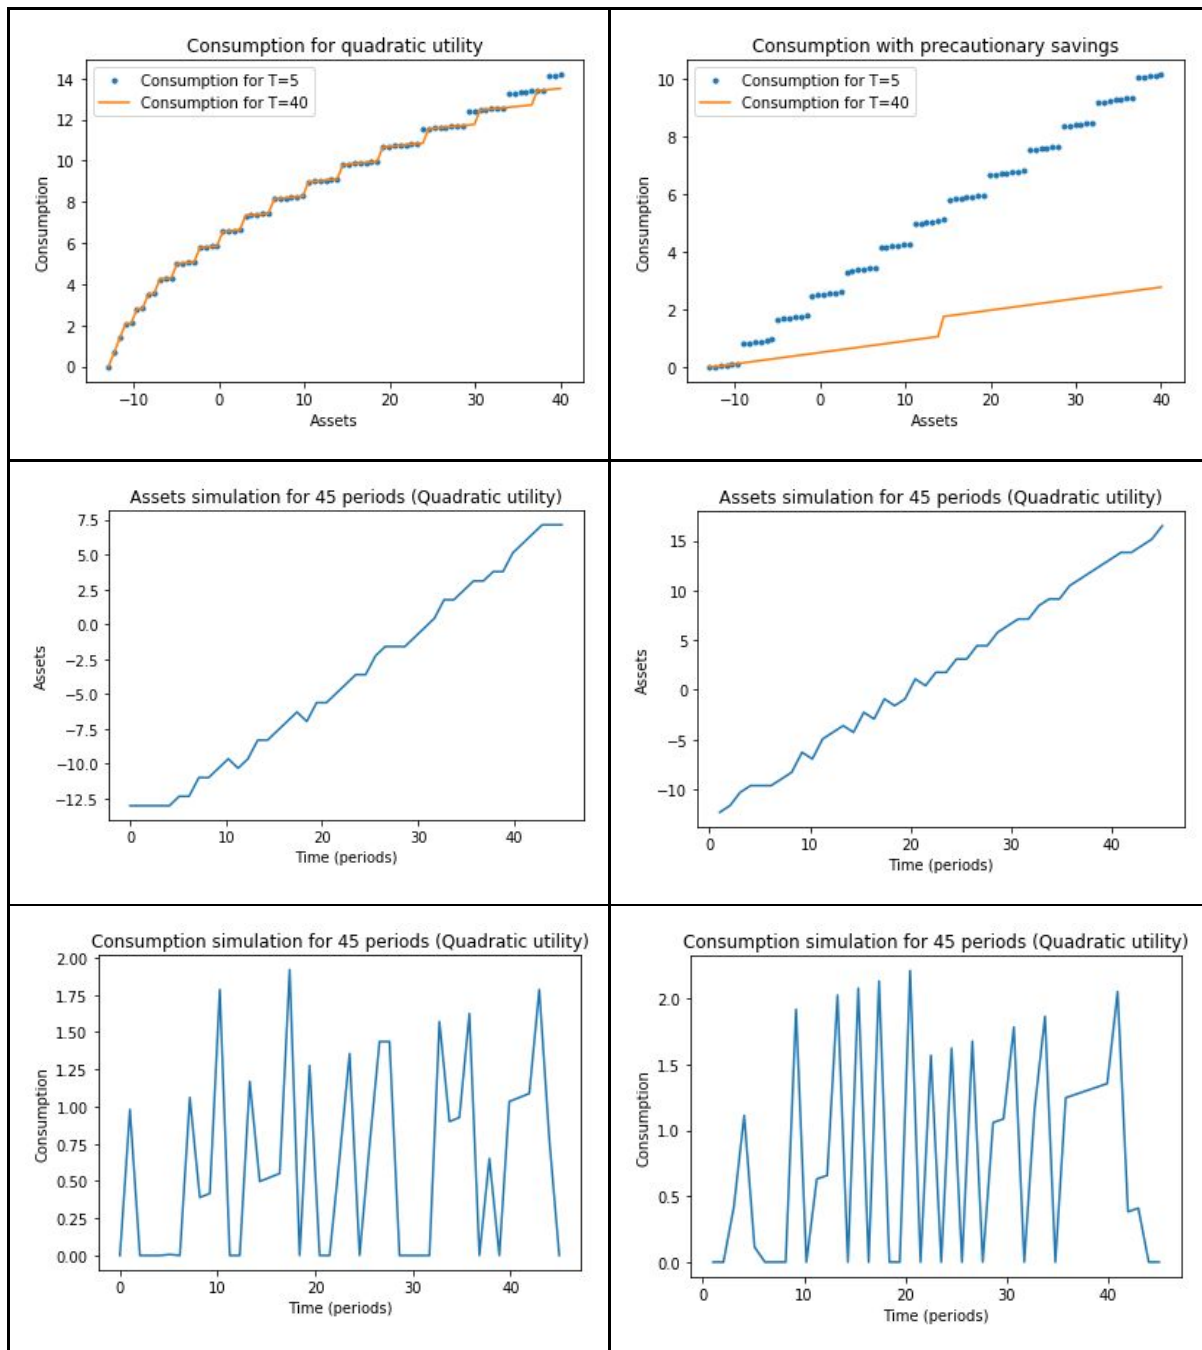 Consumption for quadratic utility
Consumption for T=5
Consumption for T=40
14
12
10
8
6
4
2
0
Consumption
−10 0 10 20 30 40
Assets
Consumption with precautionary savings
Consumption for T=5
Consumption for T=40
10
8
6
4
2
0
Consumption
−10 0 10 20 30 40
Assets
Assets simulation for 45 periods (Quadratic utility)
7.5
5.0
2.5
0.0
−2.5
−5.0
−7.5
−10.0
−12.5
Assets
0 10 20 30 40
Time (periods)
Assets simulation for 45 periods (Quadratic utility)
15
10
5
0
−5
−10
Assets
0 10 20 30 40
Time (periods)
Consumption simulation for 45 periods (Quadratic utility)
2.00
1.75
1.50
1.25
1.00
0.75
0.50
0.25
0.00
Consumption
0 10 20 30 40
Time (periods)
Consumption simulation for 45 periods (Quadratic utility)
2.0
1.5
1.0
0.5
0.0
Consumption
0 10 20 30 40
Time (periods)